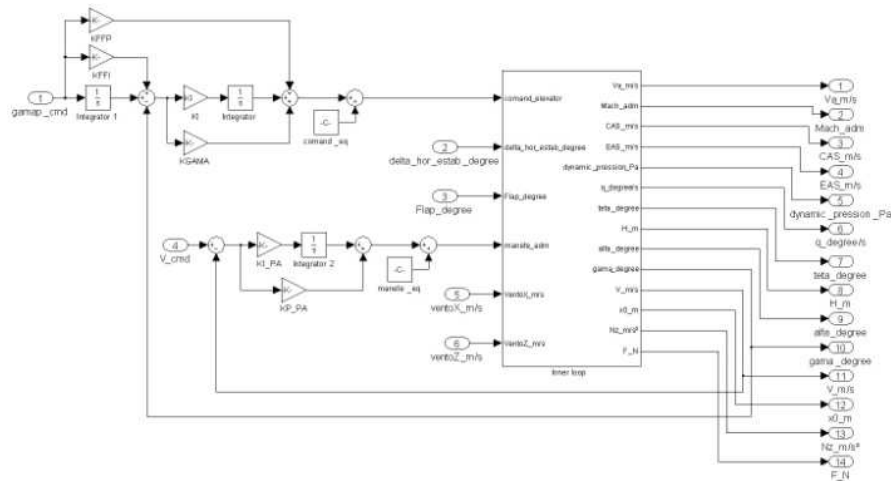 KFFP
KFFI
1
gamap_cmd
1
s
Integrator 1
KI
KI
1
s
Integrator
KGAMA
-C-
comand_eq
2
delta_hor_estab_degree
3
Flap_degree
4
V_cmd
K-
KI_PA
Integrator 2
K-
KP_PA
-C-
manete_eq
5
ventoX_m/s
6
ventoZ_m/s
comand_elevator
delta_hor_estab_degree
Flap_degree
manete_adm
VentoX_m/s
VentoZ_m/s
Va_m/s
Mach_adm
CAS_m/s
EAS_m/s
dynamic_pression_Pa
q_degree/s
teta_degree
H_m
alfa_degree
gama_degree
V_m/s
x0_m
Nz_m/s²
F_N
Inner loop
1
Va_m/s
2
Mach_adm
3
CAS_m/s
4
EAS_m/s
5
dynamic_pression_Pa
6
q_degree/s
7
teta_degree
8
H_m
9
alfa_degree
10
gama_degree
11
V_m/s
12
x0_m
13
Nz_m/s²
14
F_N